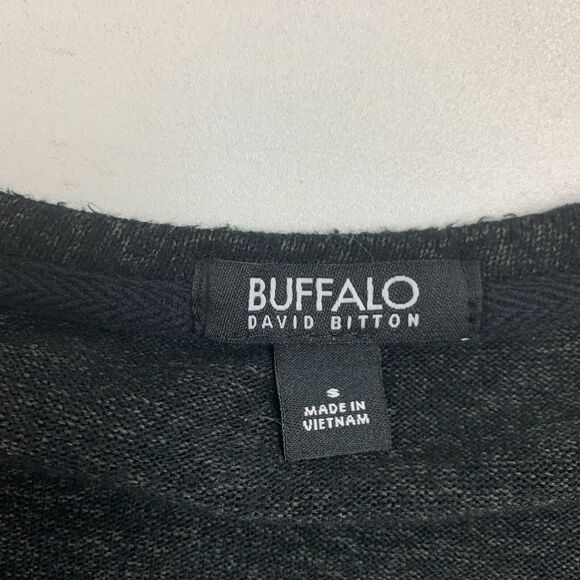 BUFFALO
DAVID BITTON
S
MADE IN
VIETNAM